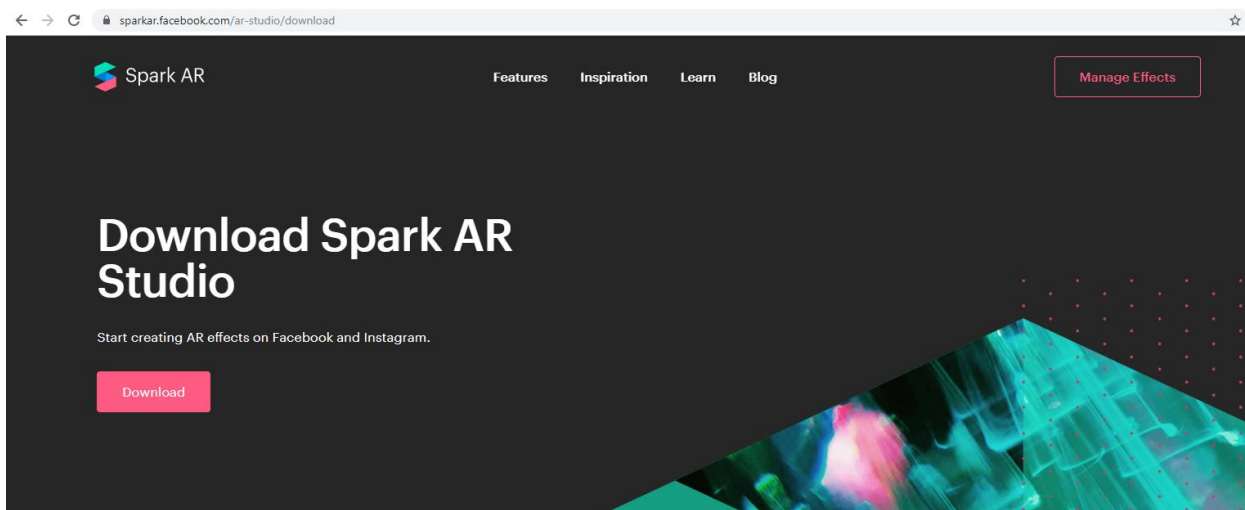 sparkar.facebook.com/ar-studio/download
Spark AR
Features Inspiration Learn Blog
Manage Effects
Download Spark AR
Studio
Start creating AR effects on Facebook and Instagram.
Download